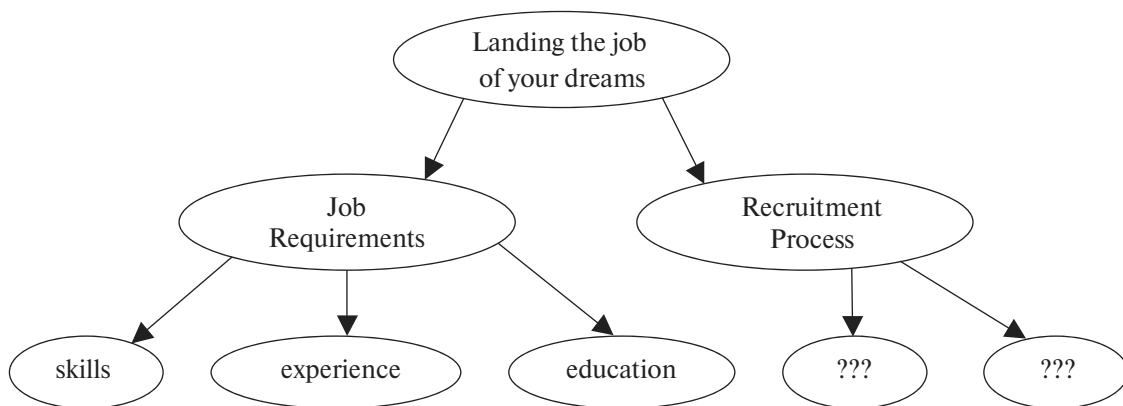 Landing the job
of your dreams
Job
Requirements
Recruitment
Process
skills
experience
education
???
???